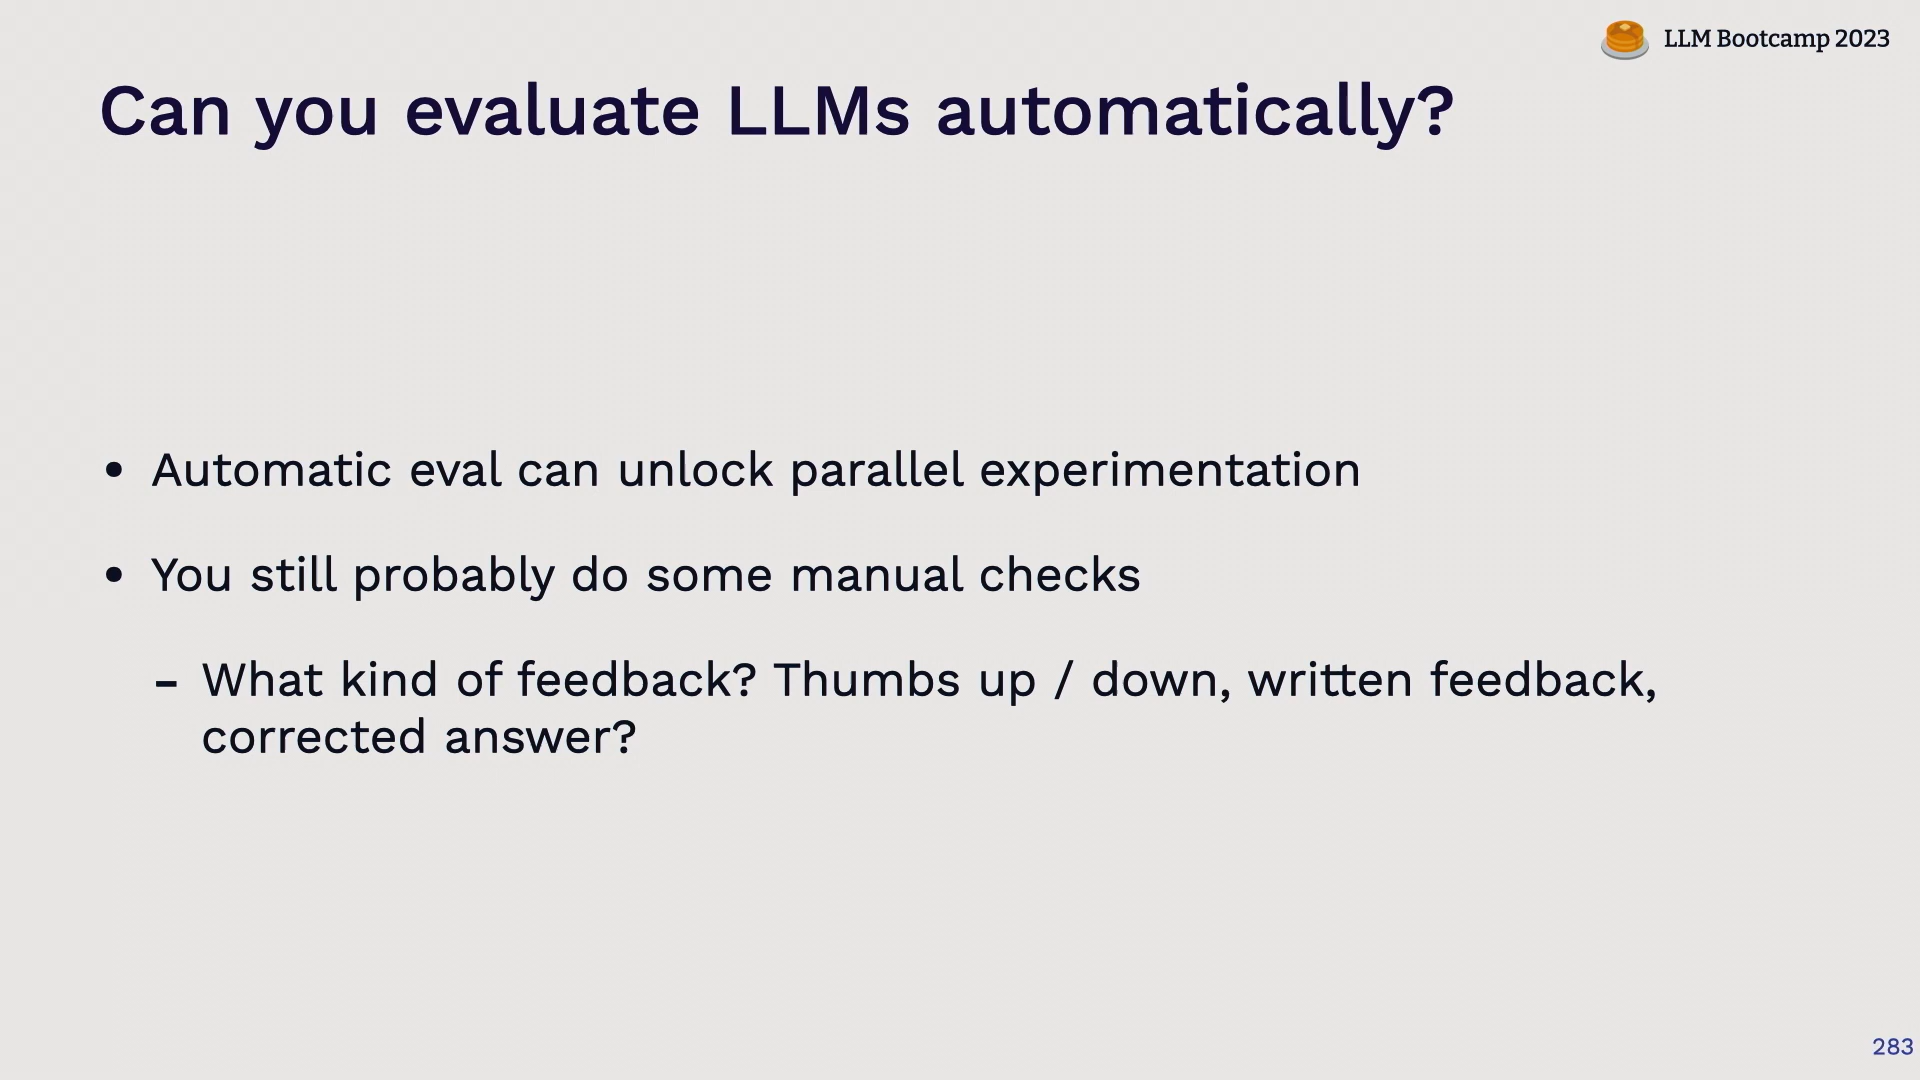 LLM Bootcamp 2023
Can you evaluate LLMs automatically?
• Automatic eval can unlock parallel experimentation
• You still probably do some manual checks
- What kind of feedback? Thumbs up / down, written feedback,
corrected answer?
283